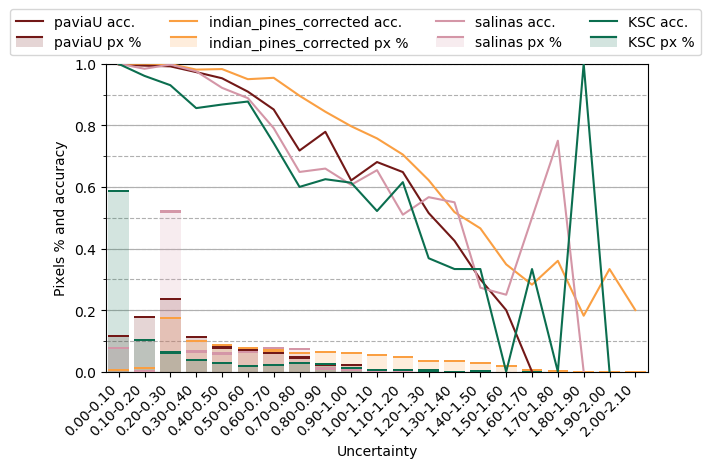 paviaU acc. indian_pines_corrected acc. salinas acc. KSC acc.
paviaU px % indian_pines_corrected px % salinas px % KSC px %
1.0
0.8
0.6
0.4
0.2
0.0
Pixels % and accuracy
0.00-0.10 0.10-0.20 0.20-0.30 0.30-0.40 0.40-0.50 0.50-0.60 0.60-0.70 0.70-0.80 0.80-0.90 0.90-1.00 1.00-1.10 1.10-1.20 1.20-1.30 1.30-1.40 1.40-1.50 1.50-1.60 1.60-1.70 1.70-1.80 1.80-1.90 1.90-2.00 2.00-2.10
Uncertainty